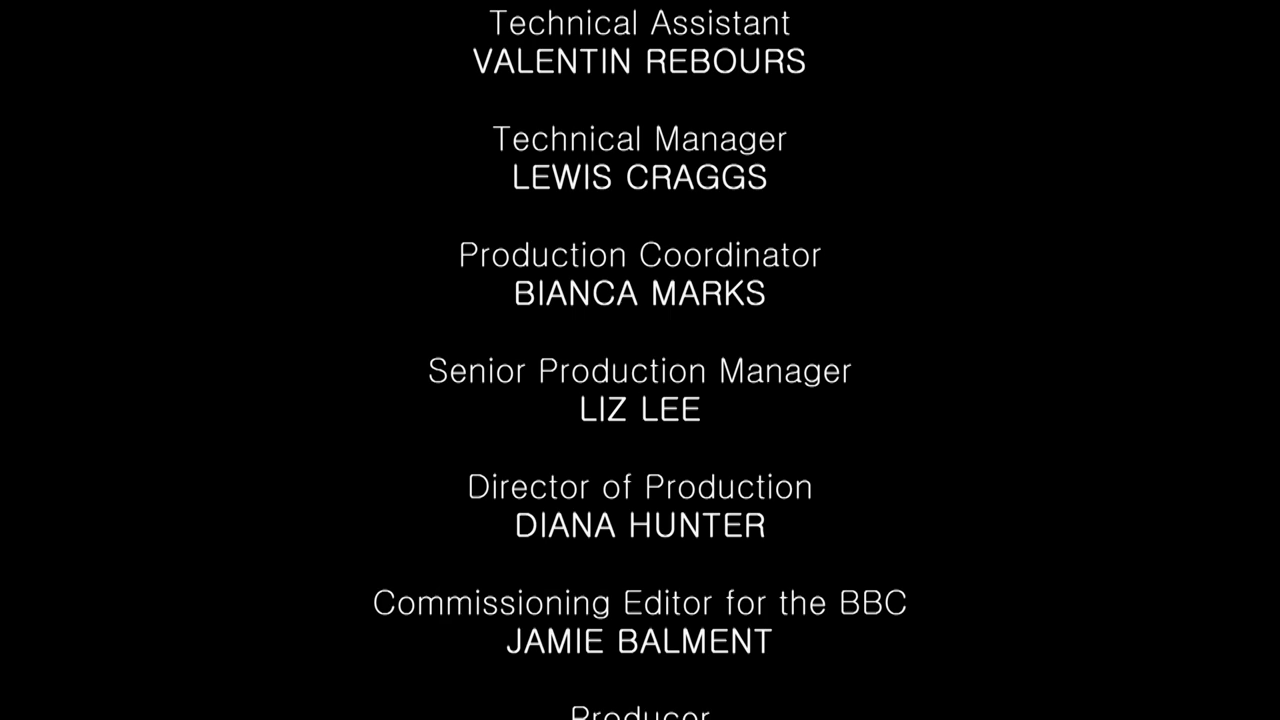 Technical Assistant
VALENTIN REBOURS
Technical Manager
LEWIS CRAGGS
Production Coordinator
BIANCA MARKS
Senior Production Manager
LIZ LEE
Director of Production
DIANA HUNTER
Commissioning Editor for the BBC
JAMIE BALMENT
Producer